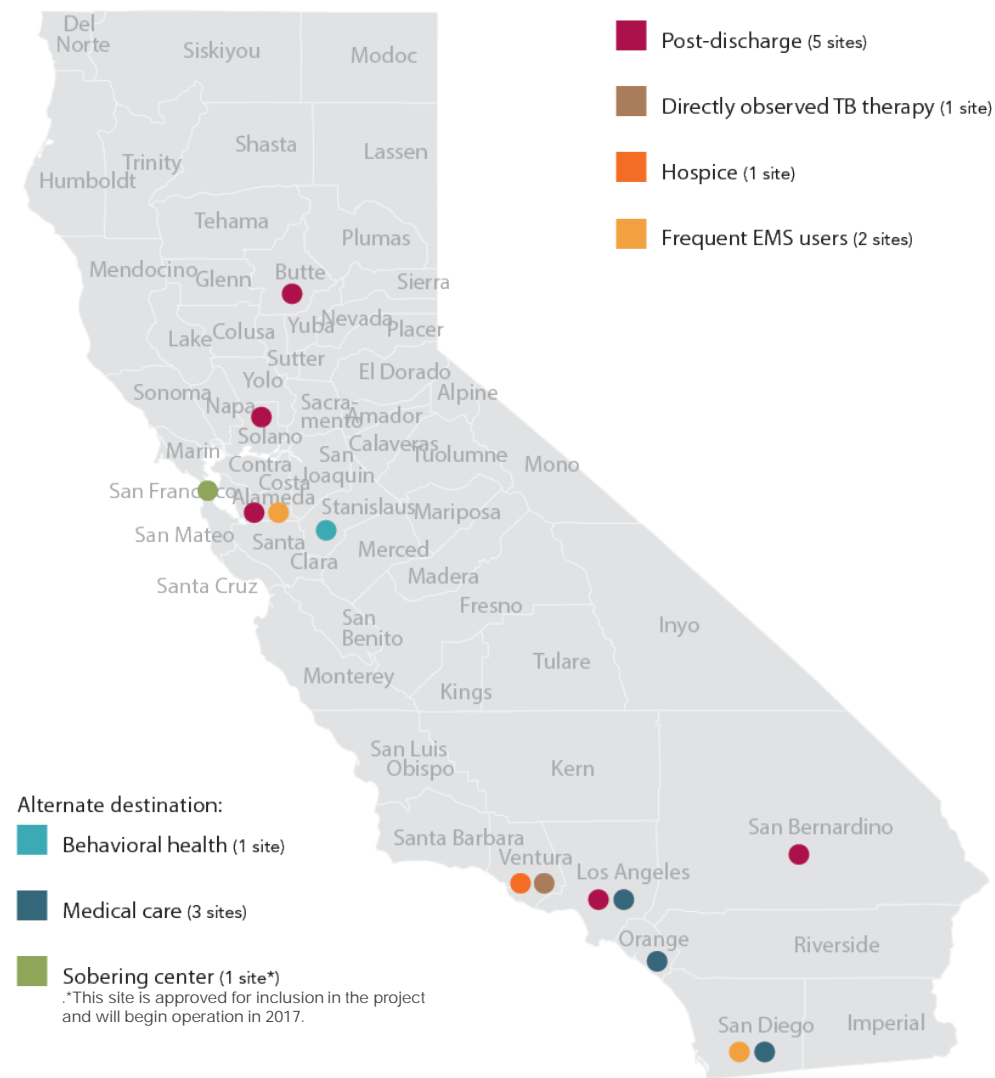 Del
Norte
Siskiyou
Modoc
Post-discharge (5 sites)
Directly observed TB therapy (1 site)
Hospice (1 site)
Frequent EMS users (2 sites)
Shasta
Lassen
Trinity
Humboldt
Tehama
Plumas
Mendocino
Glenn
Butte
Sierra
Lake
Colusa
Yuba
Nevada
Placer
Sutter
El Dorado
Yolo
Sonoma
Napa
Sacra-
mento
Alpine
Amador
Solano
Calaveras
Marin
Contra
Costa
San
Joaquin
Tuolumne
Mono
San Francisco
Alameda
Stanislaus
Mariposa
San Mateo
Santa
Clara
Merced
Santa Cruz
Madera
Fresno
San
Benito
Inyo
Tulare
Monterey
Kings
San Luis
Obispo
Kern
Santa Barbara
Ventura
Los Angeles
San Bernardino
Orange
Riverside
San Diego
Imperial
Alternate destination:
Behavioral health (1 site)
Medical care (3 sites)
Sobering center (1 site*)
.*This site is approved for inclusion in the project
and will begin operation in 2017.